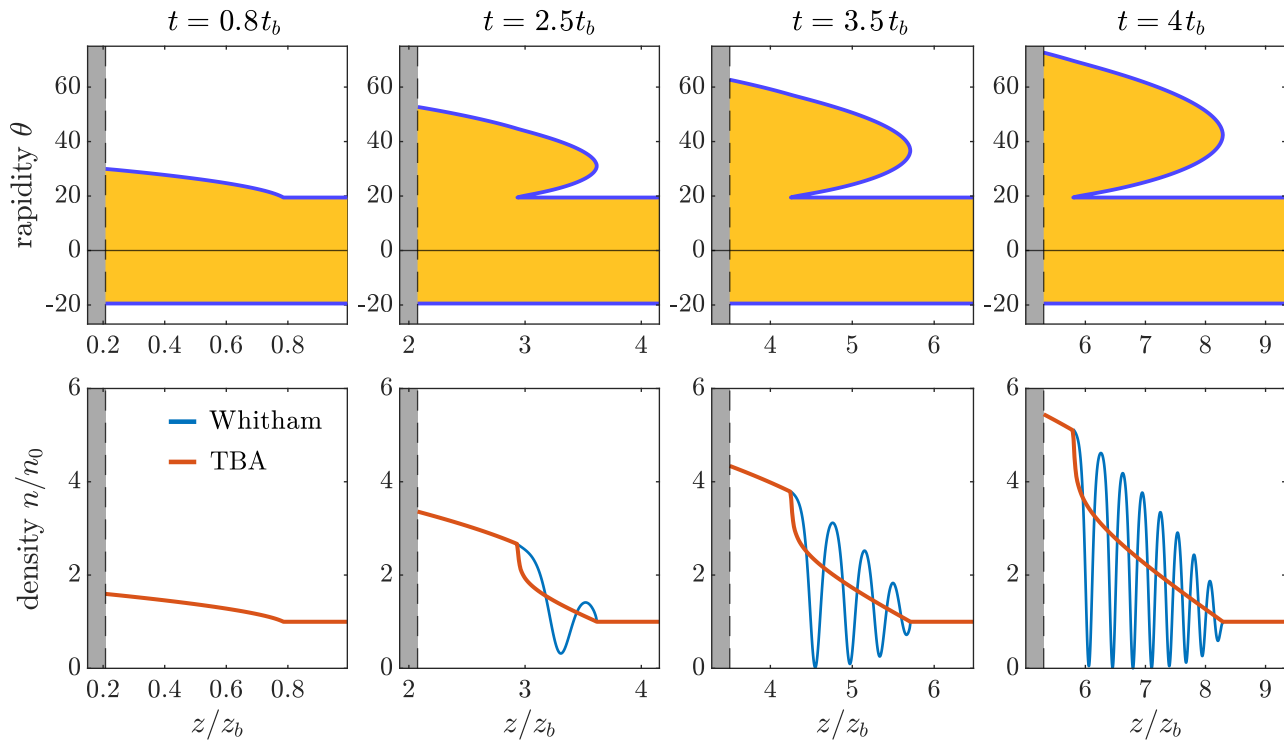 t = 0.8t_b
t = 2.5t_b
t = 3.5t_b
t = 4t_b
rapidity θ
60
40
20
0
-20
0.2 0.4 0.6 0.8
60
40
20
0
-20
2 3 4
60
40
20
0
-20
4 5 6
60
40
20
0
-20
6 7 8 9
density n/n_0
6
4
2
0
Whitham
TBA
0.2 0.4 0.6 0.8
z/z_b
6
4
2
0
2 3 4
z/z_b
6
4
2
0
4 5 6
z/z_b
6
4
2
0
6 7 8 9
z/z_b